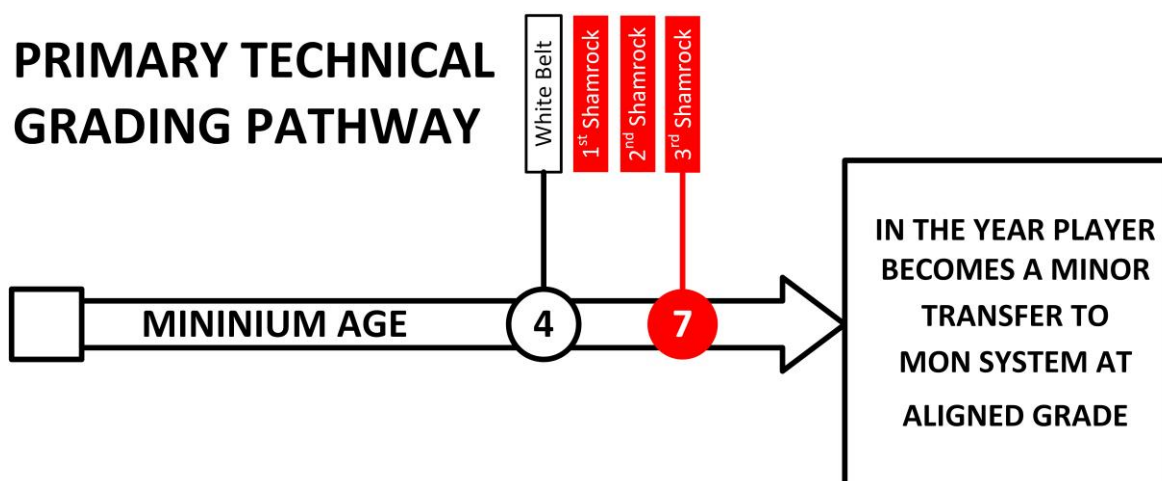 PRIMARY TECHNICAL
GRADING PATHWAY
White Belt
1st Shamrock
2nd Shamrock
3rd Shamrock
MININIUM AGE
4
7
IN THE YEAR PLAYER
BECOMES A MINOR
TRANSFER TO
MON SYSTEM AT
ALIGNED GRADE